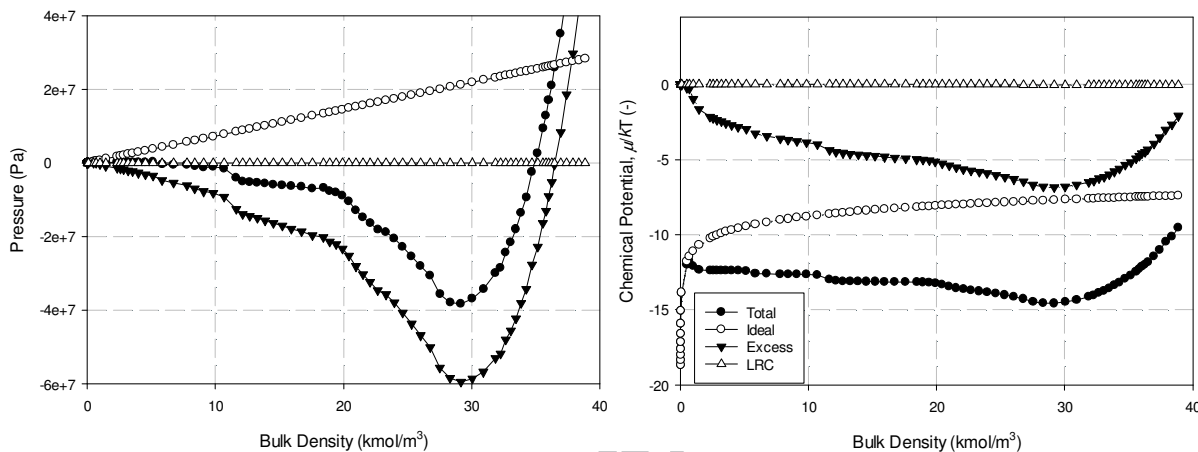 4e+7
2e+7
0
-2e+7
-4e+7
-6e+7
Pressure (Pa)
0 10 20 30 40
Bulk Density (kmol/m³)
0
-5
-10
-15
-20
Chemical Potential, μ/kT (-)
Total
Ideal
Excess
LRC
0 10 20 30 40
Bulk Density (kmol/m³)